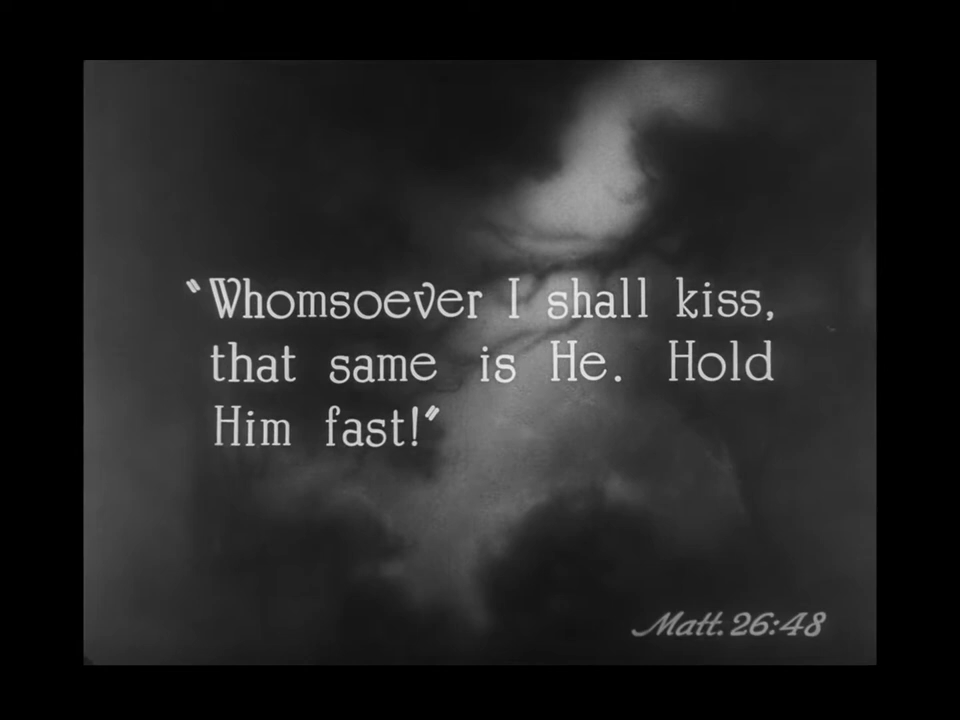 "Whomsoever I shall kiss,
that same is He. Hold
Him fast!"
Matt. 26:48